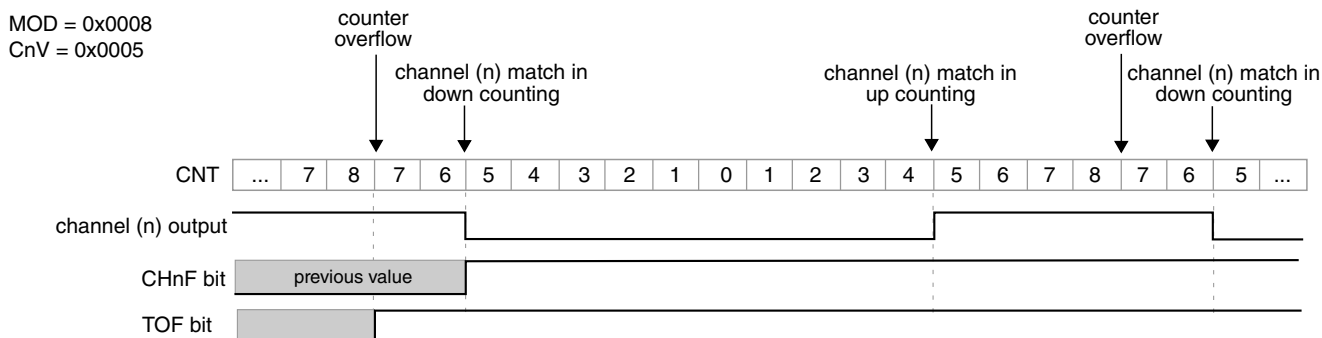 MOD = 0x0008
CnV = 0x0005
counter
overflow
channel (n) match in
down counting
channel (n) match in
up counting
counter
overflow
channel (n) match in
down counting
CNT ... 7 8 7 6 5 4 3 2 1 0 1 2 3 4 5 6 7 8 7 6 5 ...
channel (n) output
CHnF bit previous value
TOF bit